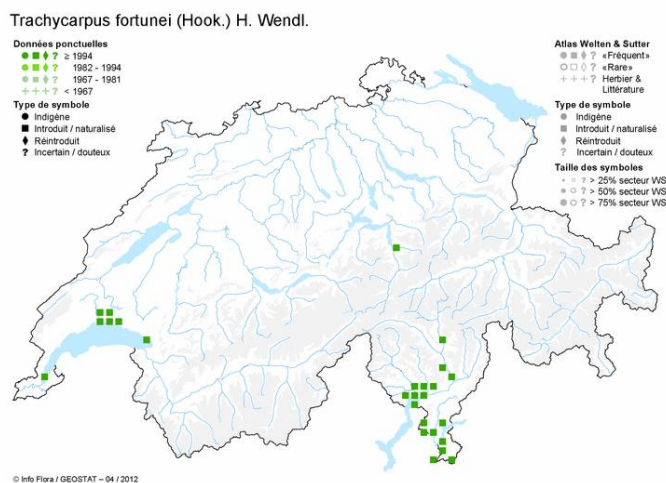 Trachycarpus fortunei (Hook.) H. Wendl.
Données ponctuelles
? ≥ 1994
? 1982 - 1994
? 1967 - 1981
+++? < 1967
Type de symbole
Indigène
Introduit / naturalisé
Réintroduit
? Incertain / douteux
Atlas Welten & Sutter
? «Fréquent»
? «Rare»
+++ Herbier &
Littérature
Type de symbole
Indigène
Introduit / naturalisé
Réintroduit
? Incertain / douteux
Taille des symboles
? > 25% secteur WS
? > 50% secteur WS
? > 75% secteur WS
© Info Flora / GEOSTAT – 04 / 2012